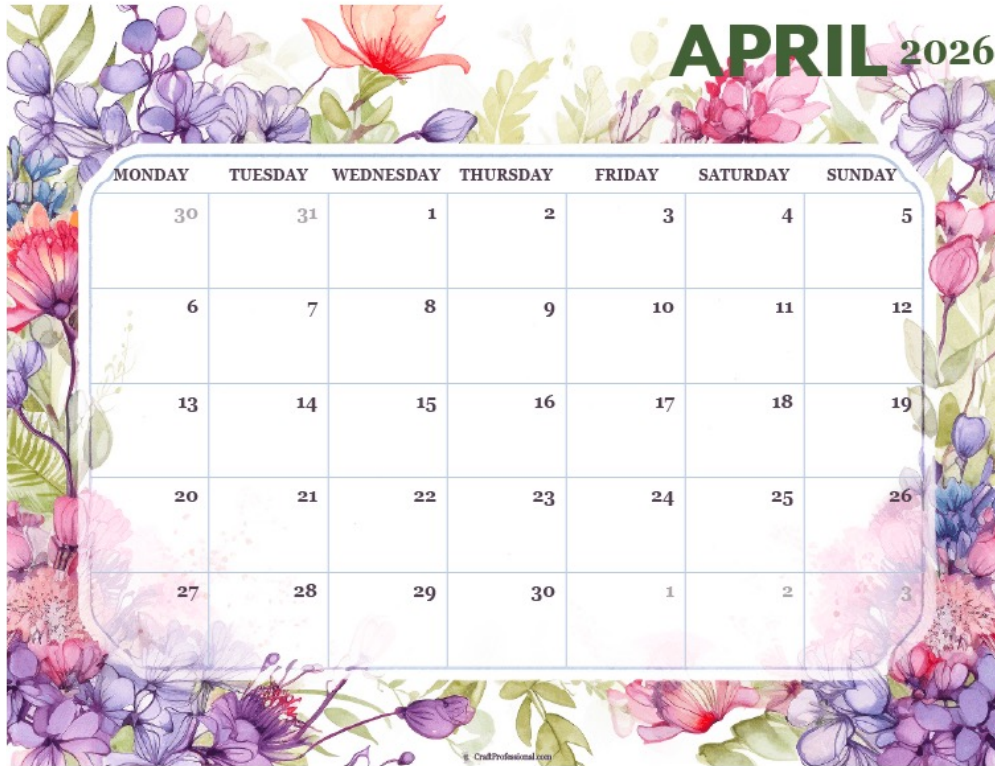 APRIL 2026
MONDAY TUESDAY WEDNESDAY THURSDAY FRIDAY SATURDAY SUNDAY
30 31 1 2 3 4 5
6 7 8 9 10 11 12
13 14 15 16 17 18 19
20 21 22 23 24 25 26
27 28 29 30 1 2 3
CraftProfessional.com